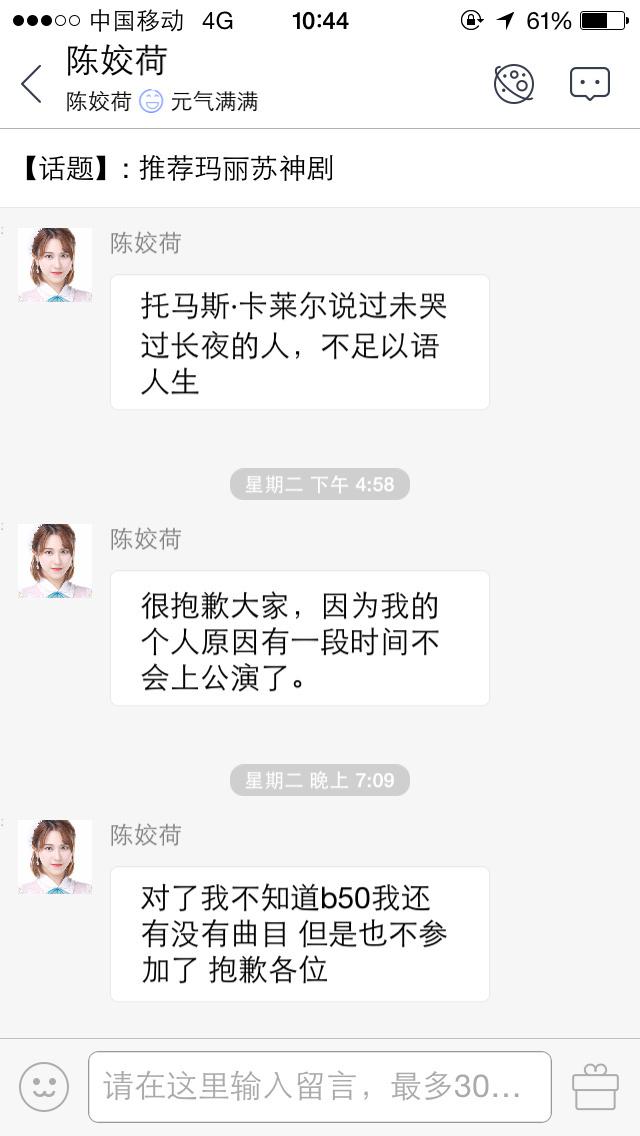 中国移动 4G 10:44 61%
陈姣荷
陈姣荷 元气满满
【话题】: 推荐玛丽苏神剧
陈姣荷
托马斯·卡莱尔说过未哭
过长夜的人，不足以语
人生
星期二 下午 4:58
陈姣荷
很抱歉大家，因为我的
个人原因有一段时间不
会上公演了。
星期二 晚上 7:09
陈姣荷
对了我不知道b50我还
有没有曲目 但是也不参
加了 抱歉各位
请在这里输入留言，最多30...